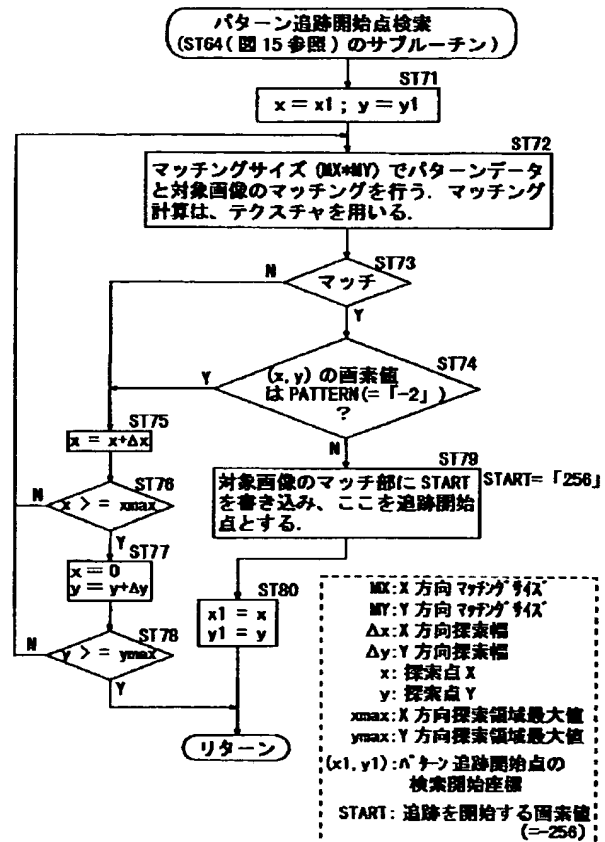 パターン追跡開始点検索
(ST64(図15参照)のサブルーチン)
ST71
x = x1 ; y = y1
ST72
マッチングサイズ (MX*MY) でパターンデータ
と対象画像のマッチングを行う. マッチング
計算は、テクスチャを用いる.
ST73
N
マッチ
Y
ST74
Y
(x,y) の画素値
は PATTERN(=「-2」)
?
N
ST75
x = x+Δx
ST76
N
x >= xmax
Y
ST77
x = 0
y = y+Δy
ST78
N
y >= ymax
Y
ST79
対象画像のマッチ部に START
を書き込み、ここを追跡開始
点とする.
START=「256」
ST80
x1 = x
y1 = y
リターン
MX:X 方向 マッチングサイズ
MY:Y 方向 マッチングサイズ
Δx:X 方向探索幅
Δy:Y 方向探索幅
x: 探索点 X
y: 探索点 Y
xmax:X 方向探索領域最大値
ymax:Y 方向探索領域最大値
(x1,y1):パターン 追跡開始点の
検索開始座標
START: 追跡を開始する画素値
(=-256)